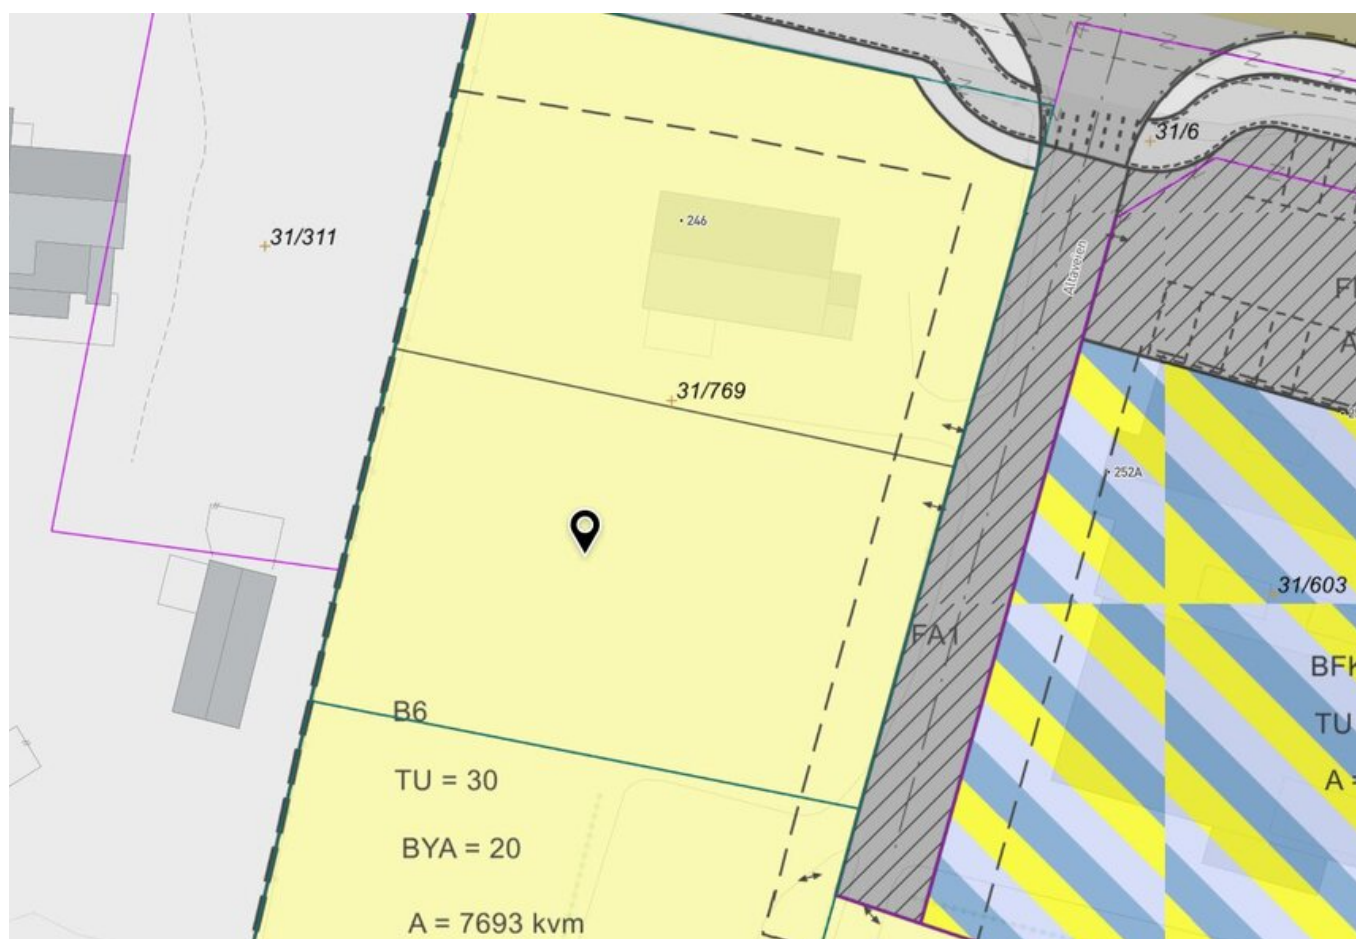 31/6
246
31/311
Altaveien
31/769
252A
31/603
FA1
B6
TU = 30
BYA = 20
A = 7693 kvm
TU
A =